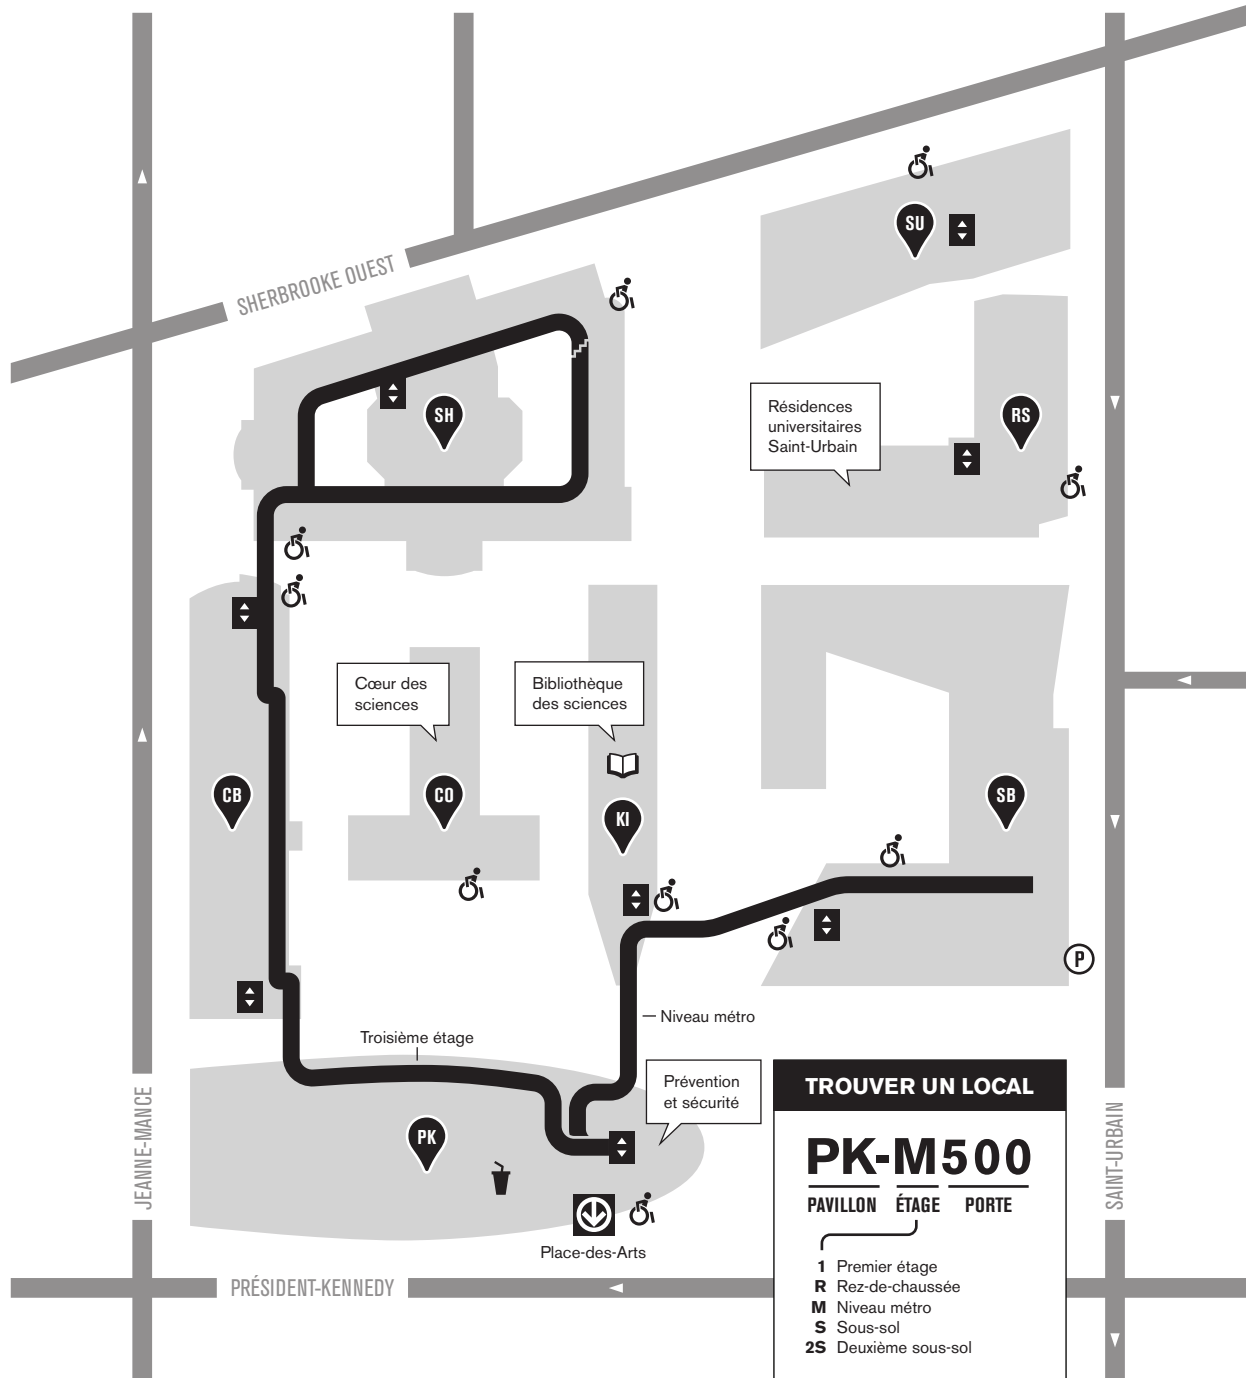 SU
SHERBROOKE OUEST
SH
Résidences
universitaires
Saint-Urbain
RS
Cœur des
sciences
Bibliothèque
des sciences
CB
CO
KI
SB
P
Niveau métro
Troisième étage
Prévention
et sécurité
PK
Place-des-Arts
JEANNE-MANCE
SAINT-URBAIN
PRÉSIDENT-KENNEDY
TROUVER UN LOCAL
PK-M500
PAVILLON ÉTAGE PORTE
1 Premier étage
R Rez-de-chaussée
M Niveau métro
S Sous-sol
2S Deuxième sous-sol